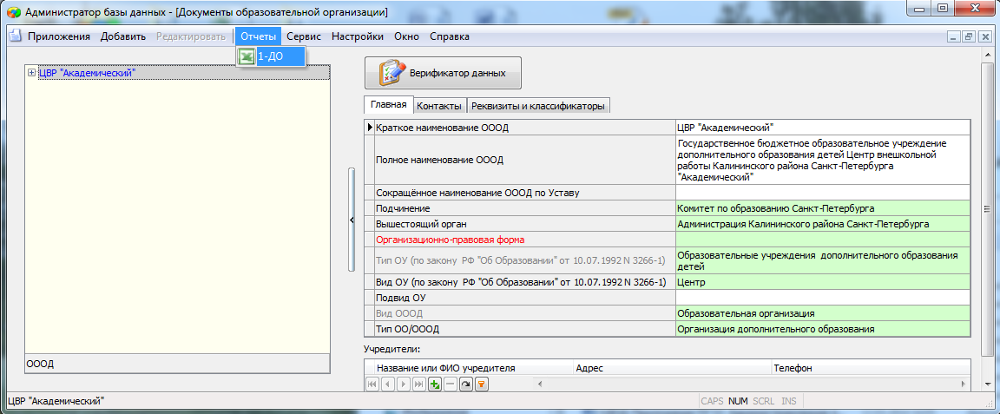 Администратор базы данных - [Документы образовательной организации]
Приложения Добавить Редактировать Отчеты Сервис Настройки Окно Справка
1-ДО
ЦВР "Академический"
ОООД
Верификатор данных
Главная Контакты Реквизиты и классификаторы
Краткое наименование ОООД ЦВР "Академический"
Полное наименование ОООД Государственное бюджетное образовательное учреждение
дополнительного образования детей Центр внешкольной
работы Калининского района Санкт-Петербурга
"Академический"
Сокращённое наименование ОООД по Уставу
Подчинение Комитет по образованию Санкт-Петербурга
Вышестоящий орган Администрация Калининского района Санкт-Петербурга
Организационно-правовая форма
Тип ОУ (по закону РФ "Об Образовании" от 10.07.1992 N 3266-1) Образовательные учреждения дополнительного образования
детей
Вид ОУ (по закону РФ "Об Образовании" от 10.07.1992 N 3266-1) Центр
Подвид ОУ
Вид ОООД Образовательная организация
Тип ОО/ОООД Организация дополнительного образования
Учредители:
Название или ФИО учредителя Адрес Телефон
ЦВР "Академический" CAPS NUM SCRL INS